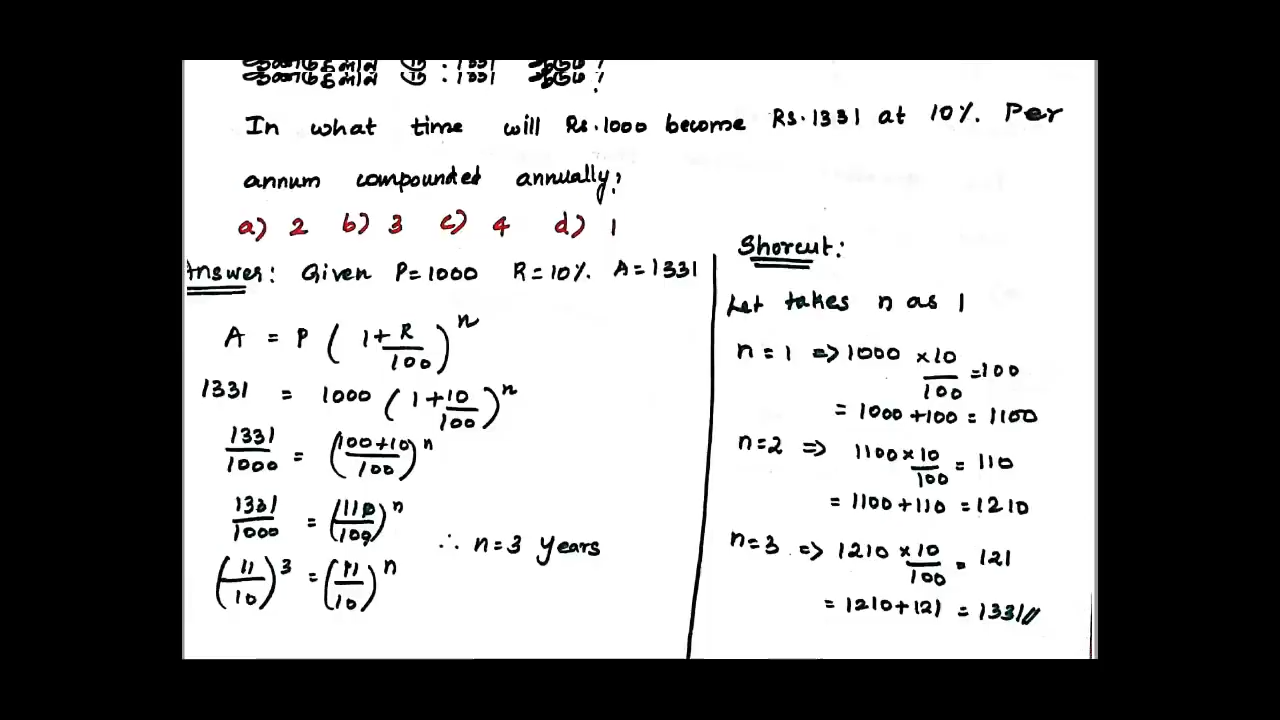 : 1331
In what time will Rs.1000 become Rs.1331 at 10%. Per
annum compounded annually?
a) 2 b) 3 c) 4 d) 1
Answer: Given P=1000 R=10%. A=1331
A = P (1+R/100)^n
1331 = 1000 (1+10/100)^n
1331/1000 = (100+10/100)^n
1331/1000 = (110/100)^n
(11/10)^3 = (11/10)^n
∴ n=3 Years
Shorcut:
Let takes n as 1
n=1 => 1000 ×10/100 =100
= 1000+100 = 1100
n=2 => 1100×10/100 = 110
= 1100+110 = 1210
n=3 => 1210×10/100 = 121
= 1210+121 = 1331//